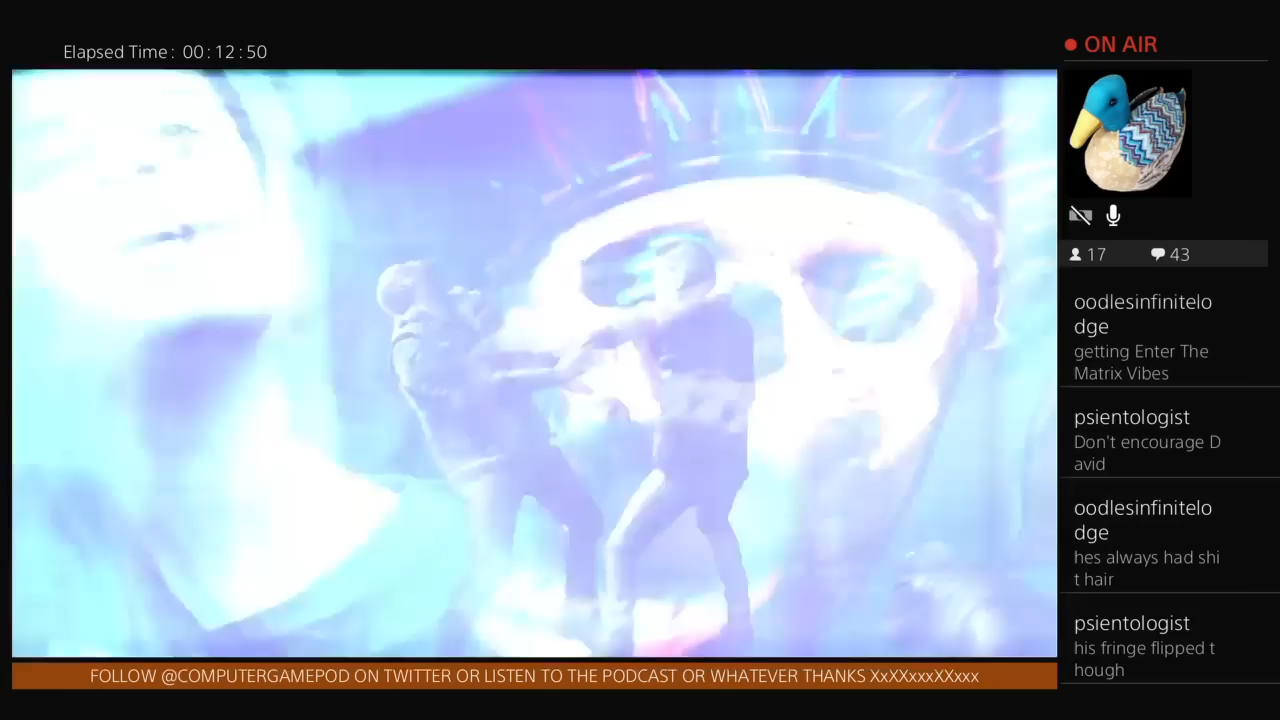 Elapsed Time: 00:12:50
ON AIR
17 43
oodlesinfinitelo
dge
getting Enter The
Matrix Vibes
psientologist
Don't encourage D
avid
oodlesinfinitelo
dge
hes always had shi
t hair
psientologist
his fringe flipped t
hough
FOLLOW @COMPUTERGAMEPOD ON TWITTER OR LISTEN TO THE PODCAST OR WHATEVER THANKS XxXXxxxXXxxx